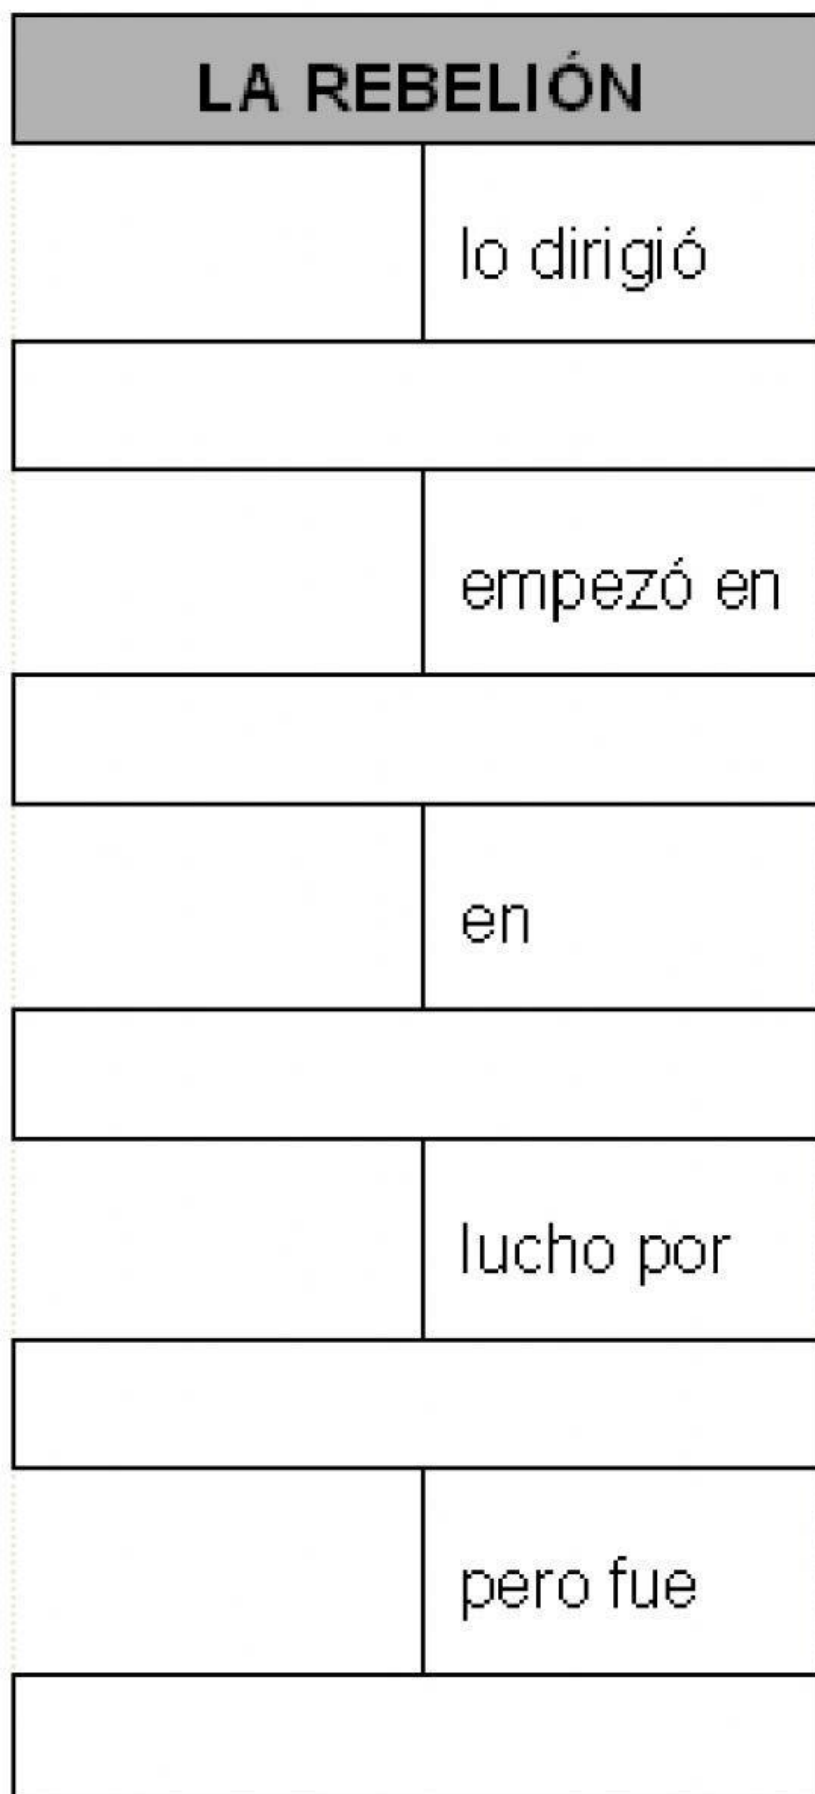 LA REBELIÓN
lo dirigió
empezó en
en
lucho por
pero fue